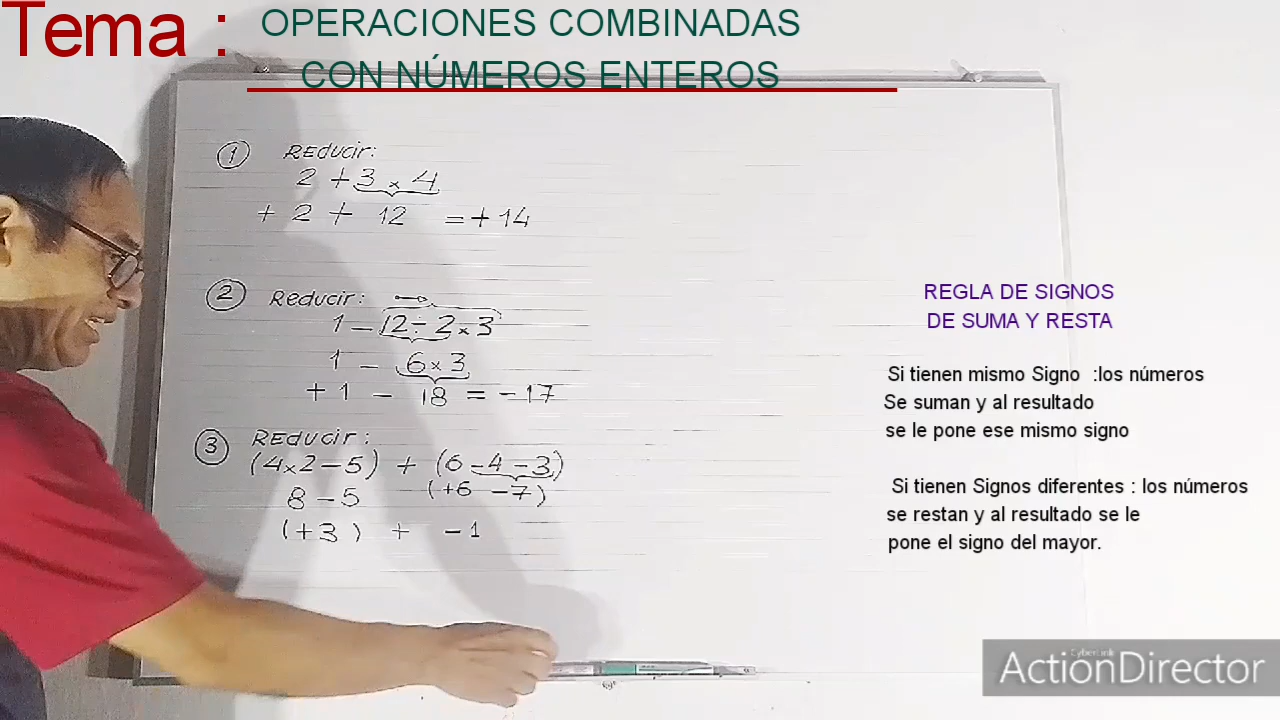 Tema : OPERACIONES COMBINADAS
CON NÚMEROS ENTEROS
1 REDUCIR:
2 + 3 × 4
+ 2 + 12 = + 14
2 Reducir:
1 - 12 ÷ 2 × 3
1 - 6 × 3
+ 1 - 18 = - 17
3 REDUCIR:
(4×2-5) + (6-4-3)
8 - 5 (+6 -7)
(+3) + -1
REGLA DE SIGNOS
DE SUMA Y RESTA
Si tienen mismo Signo :los números
Se suman y al resultado
se le pone ese mismo signo
Si tienen Signos diferentes : los números
se restan y al resultado se le
pone el signo del mayor.
CyberLink
ActionDirector